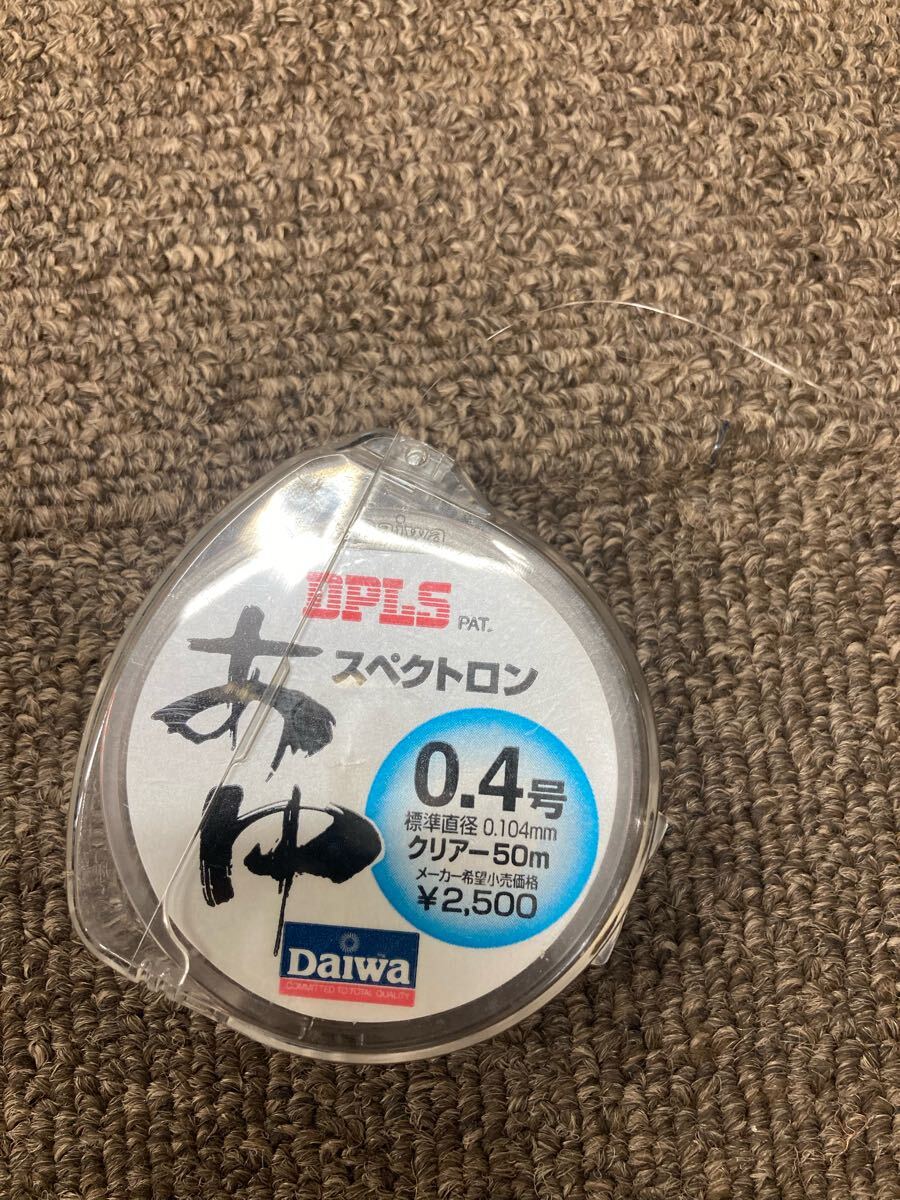 Daiwa
DPLS PAT.
スペクトロン
あゆ
0.4号
標準直径 0.104mm
クリアー50m
メーカー希望小売価格
¥2,500
Daiwa
COMMITTED TO TOTAL QUALITY